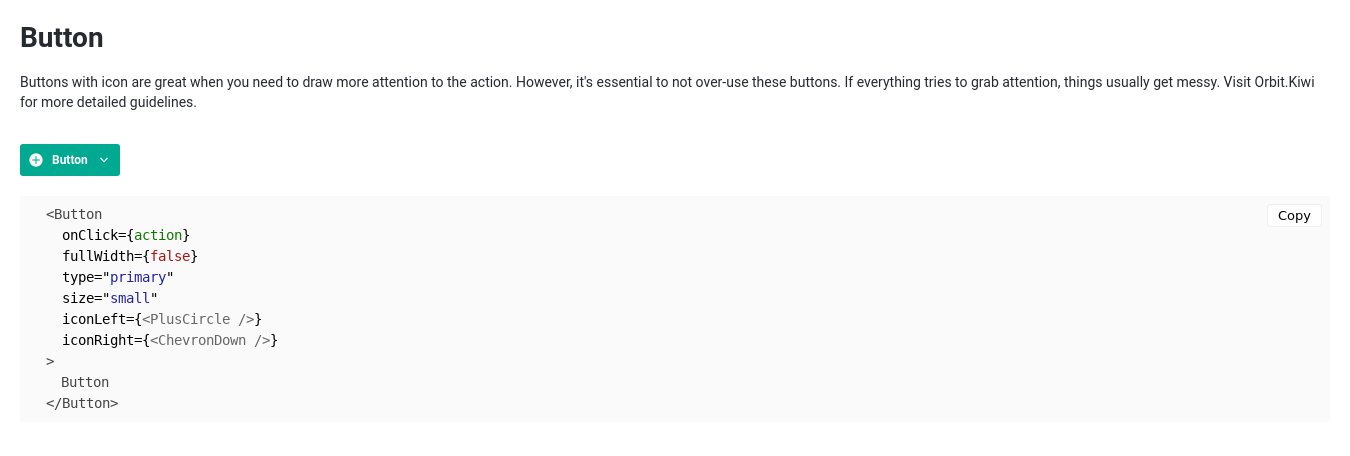 Button
Buttons with icon are great when you need to draw more attention to the action. However, it's essential to not over-use these buttons. If everything tries to grab attention, things usually get messy. Visit Orbit.Kiwi
for more detailed guidelines.
Button
Copy
<Button
  onClick={action}
  fullWidth={false}
  type="primary"
  size="small"
  iconLeft={<PlusCircle />}
  iconRight={<ChevronDown />}
>
  Button
</Button>